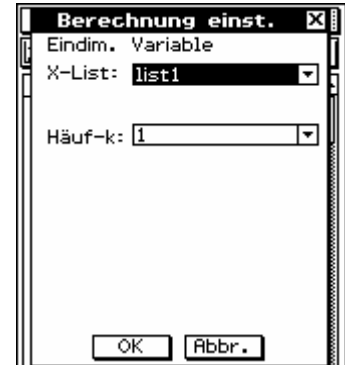 Berechnung einst.
Eindim. Variable
X-List: list1
Häuf-k: 1
OK Abbr.